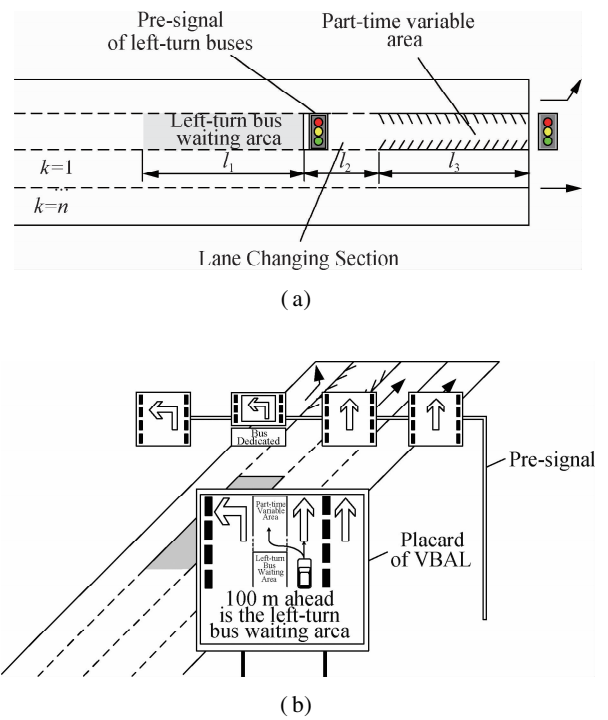 Pre-signal
of left-turn buses
Part-time variable
area
Left-turn bus
waiting area
k=1
l1
l2
l3
...
k=n
Lane Changing Section
(a)
Bus
Dedicated
Pre-signal
Part-time
Variable
Area
Left-turn
Bus
Waiting
Area
Placard
of VBAL
100 m ahead
is the left-turn
bus waiting area
(b)